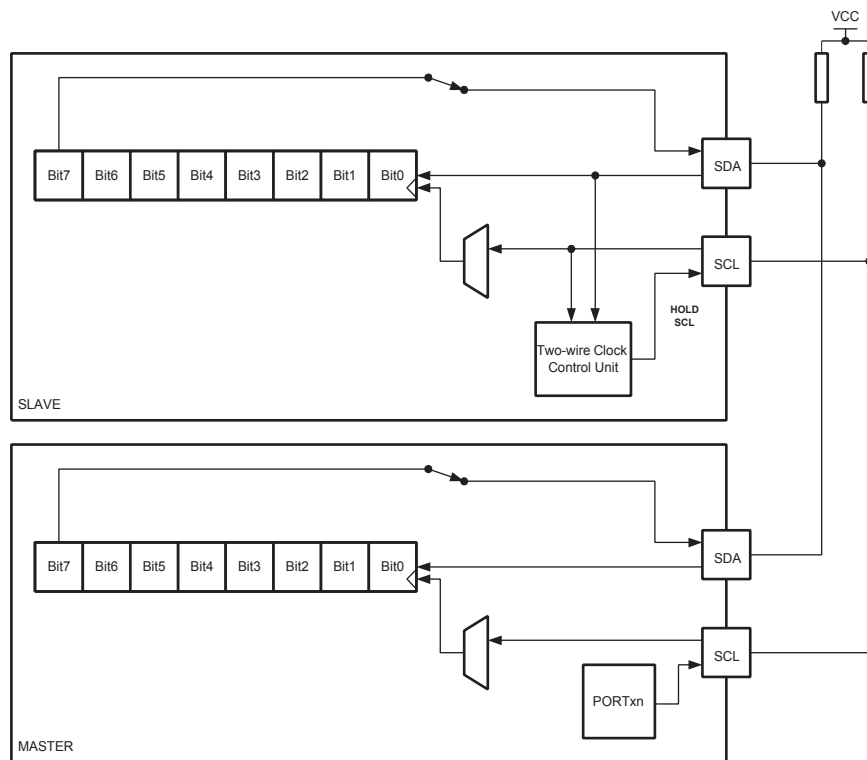 VCC
Bit7 Bit6 Bit5 Bit4 Bit3 Bit2 Bit1 Bit0
SDA
SCL
HOLD
SCL
Two-wire Clock
Control Unit
SLAVE
Bit7 Bit6 Bit5 Bit4 Bit3 Bit2 Bit1 Bit0
SDA
SCL
PORTxn
MASTER